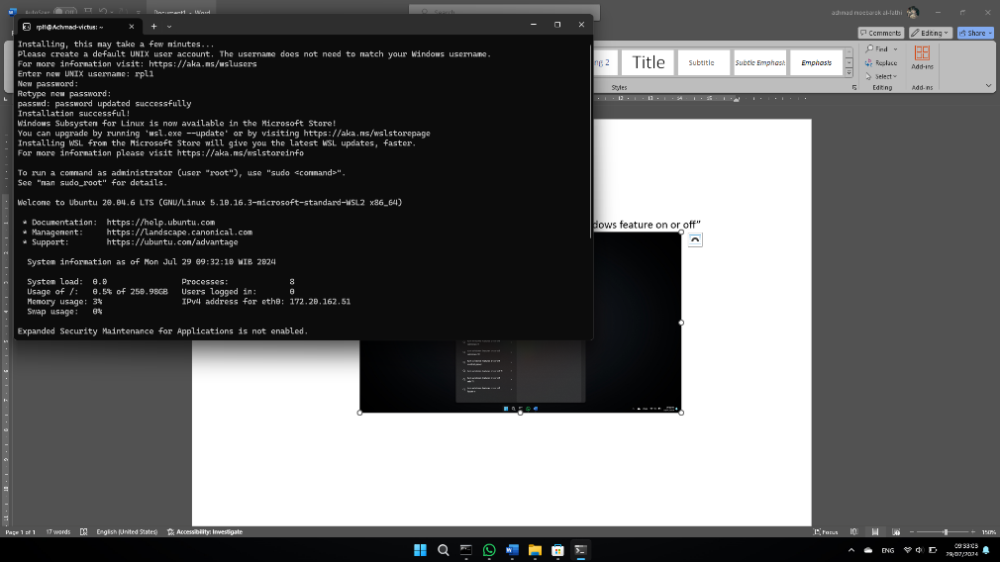 AutoSave
Off
Document1 - Word
Search
achmad maesarok al-fathi
rpl1@Achmad-victus: ~
Comments
Editing
Share
Installing, this may take a few minutes...
Please create a default UNIX user account. The username does not need to match your Windows username.
For more information visit: https://aka.ms/wslusers
Enter new UNIX username: rpl1
New password:
Retype new password:
passwd: password updated successfully
Installation successful!
Windows Subsystem for Linux is now available in the Microsoft Store!
You can upgrade by running 'wsl.exe --update' or by visiting https://aka.ms/wslstorepage
Installing WSL from the Microsoft Store will give you the latest WSL updates, faster.
For more information please visit https://aka.ms/wslstoreinfo
To run a command as administrator (user "root"), use "sudo <command>".
See "man sudo_root" for details.
Welcome to Ubuntu 20.04.6 LTS (GNU/Linux 5.10.16.3-microsoft-standard-WSL2 x86_64)
* Documentation: https://help.ubuntu.com
* Management: https://landscape.canonical.com
* Support: https://ubuntu.com/advantage
System information as of Mon Jul 29 09:32:10 WIB 2024
System load: 0.0 Processes: 8
Usage of /: 0.5% of 250.98GB Users logged in: 0
Memory usage: 3% IPv4 address for eth0: 172.20.162.51
Swap usage: 0%
Expanded Security Maintenance for Applications is not enabled.
ng 2
Title
Subtitle
Subtle Emphasis
Emphasis
Styles
Find
Replace
Select
Editing
Add-ins
Add-ins
dows feature on or off”
Page 1 of 1
17 words
English (United States)
Accessibility: Investigate
Focus
150%
ENG
09:33:03
29/07/2024